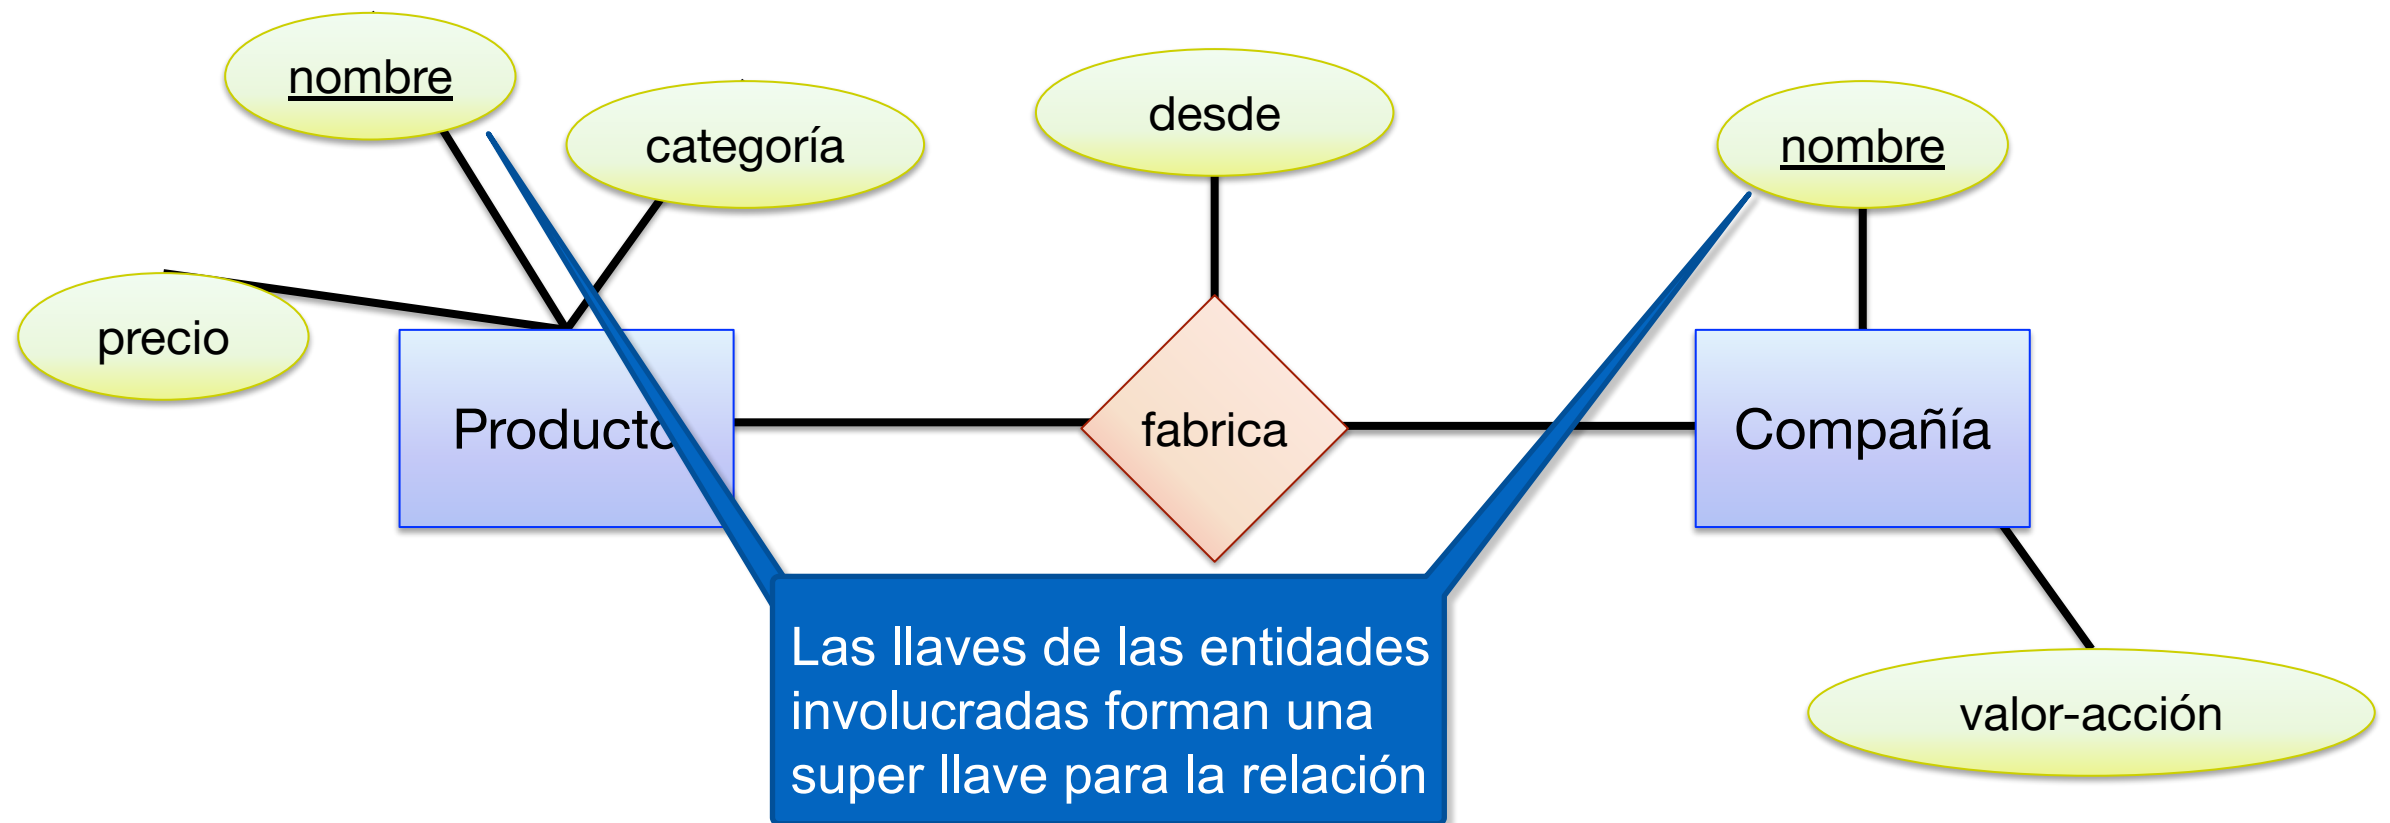 nombre
categoría
desde
nombre
precio
Producto
fabrica
Compañía
Las llaves de las entidades
involucradas forman una
super llave para la relación
valor-acción